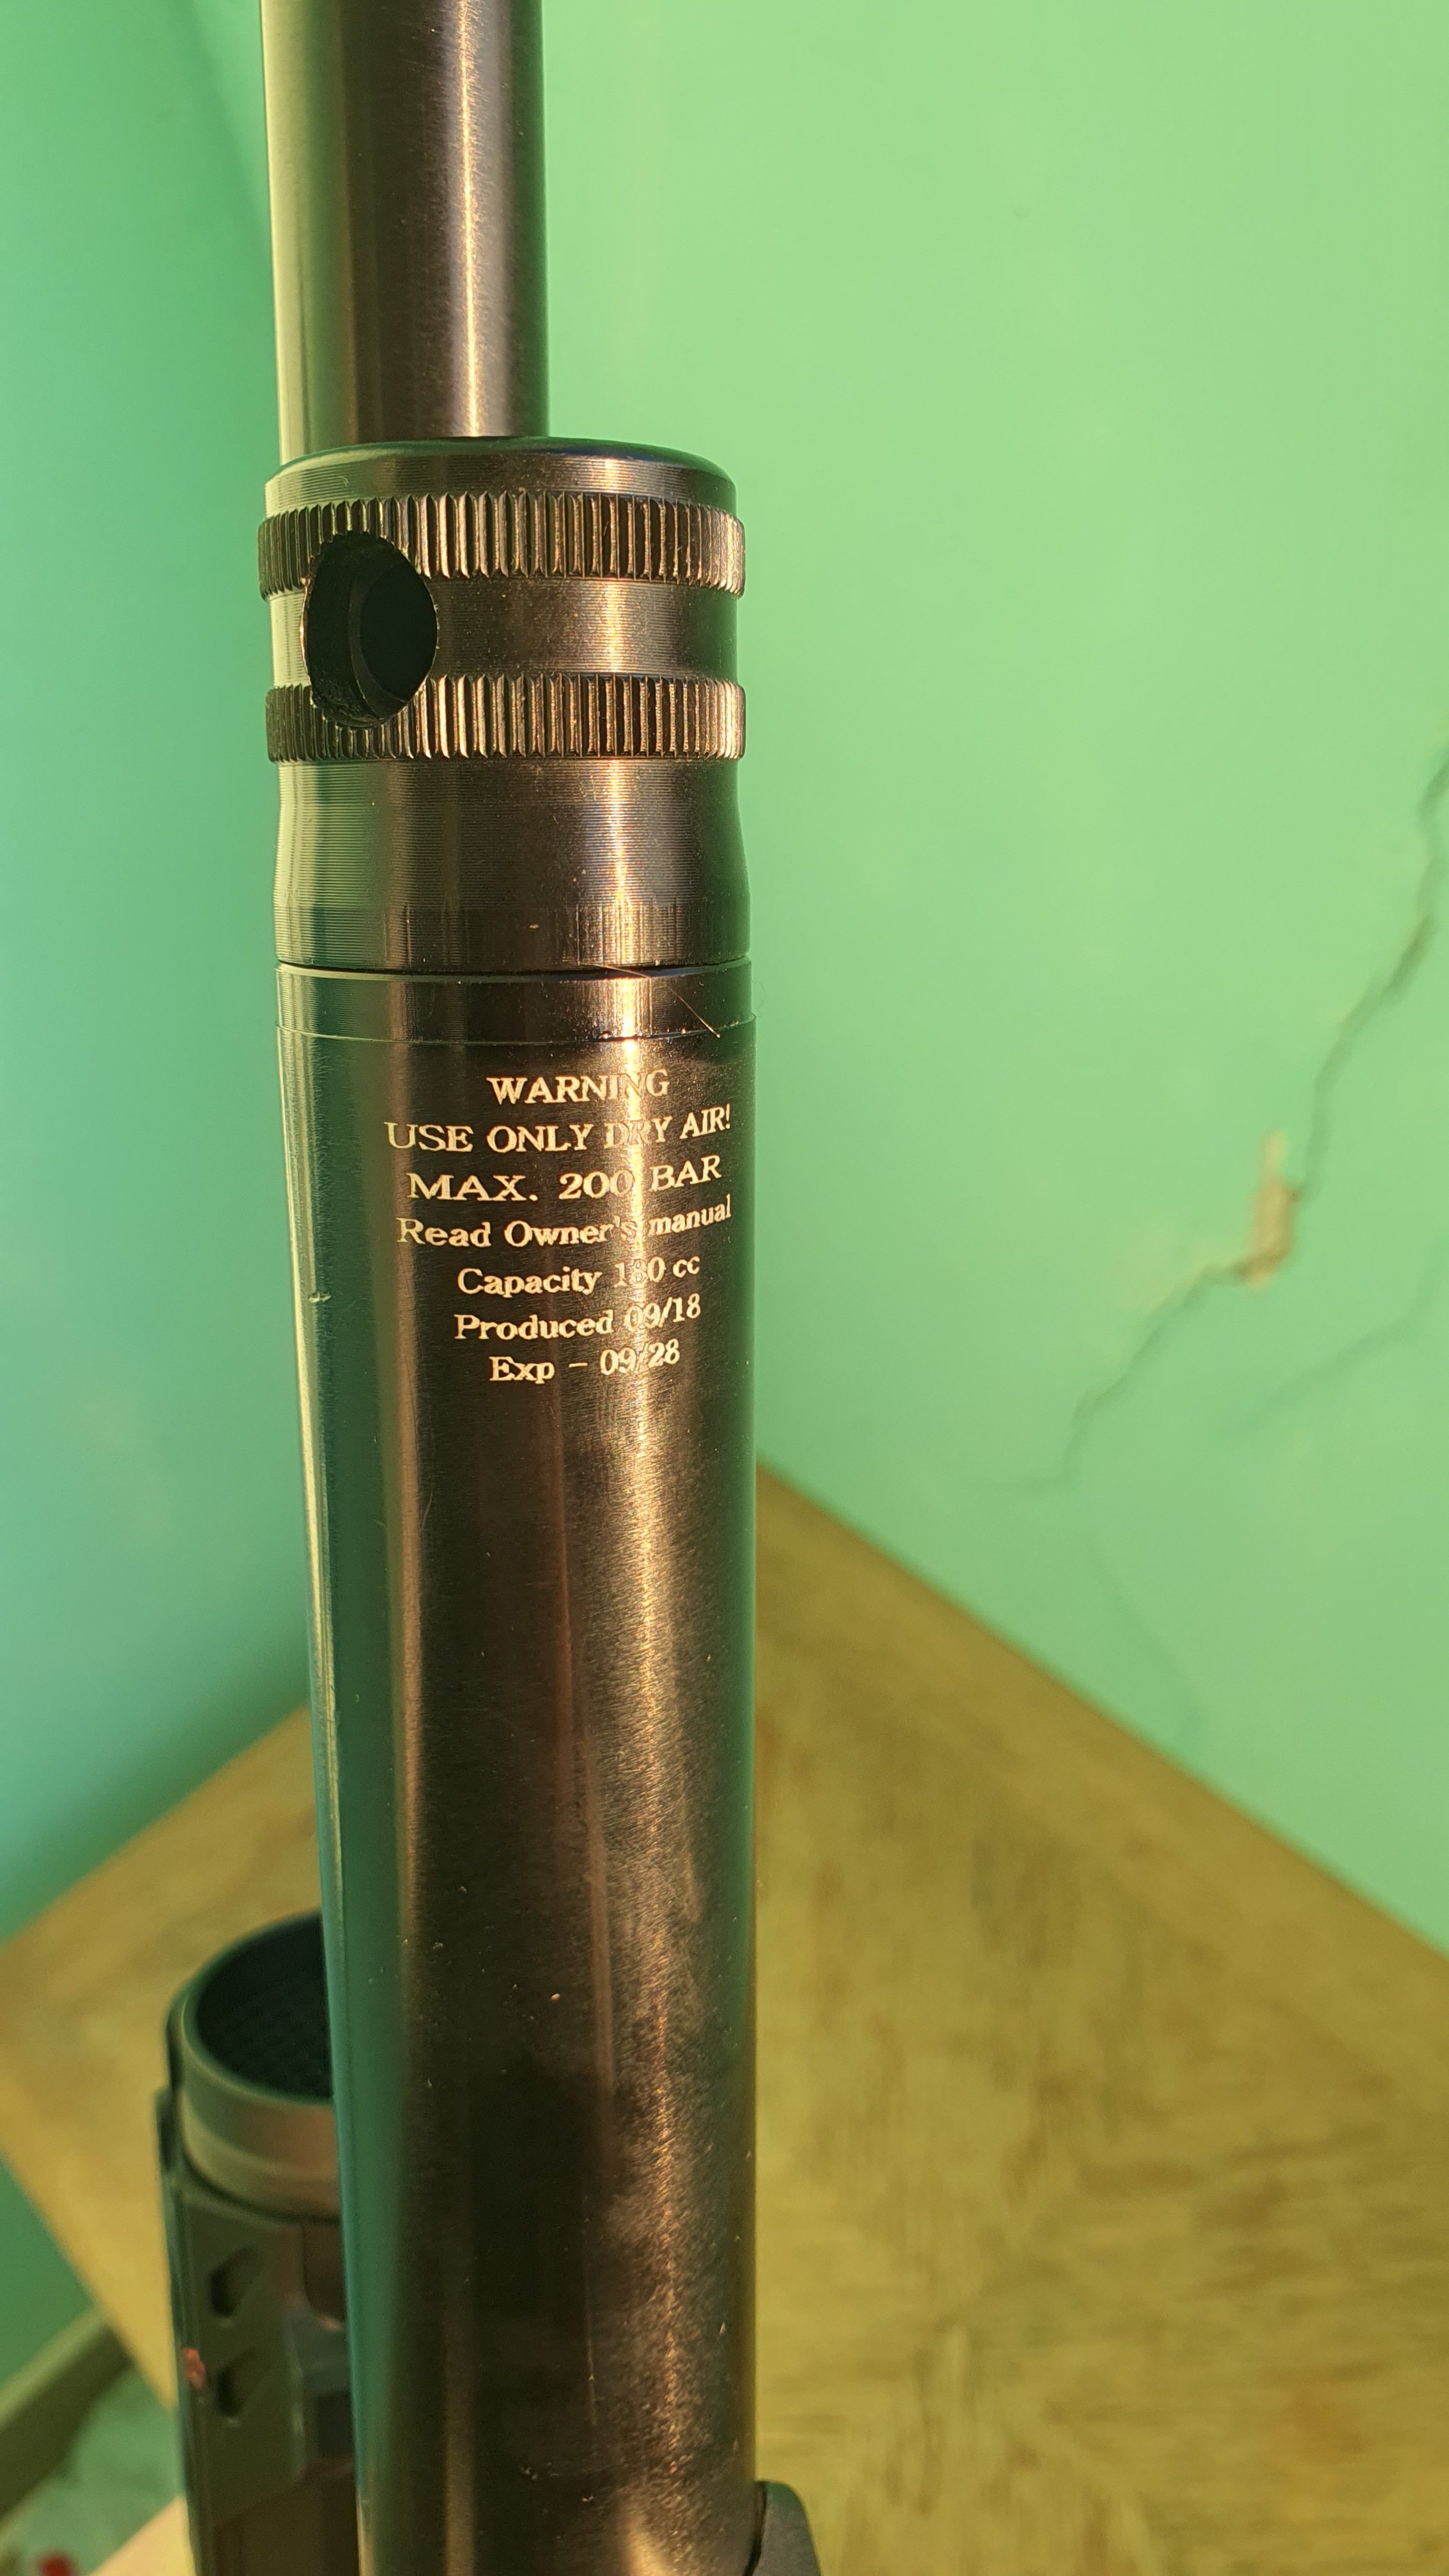 WARNING
USE ONLY DRY AIR!
MAX. 200 BAR
Read Owner's manual
Capacity 180 cc
Produced 09/18
Exp - 09/28